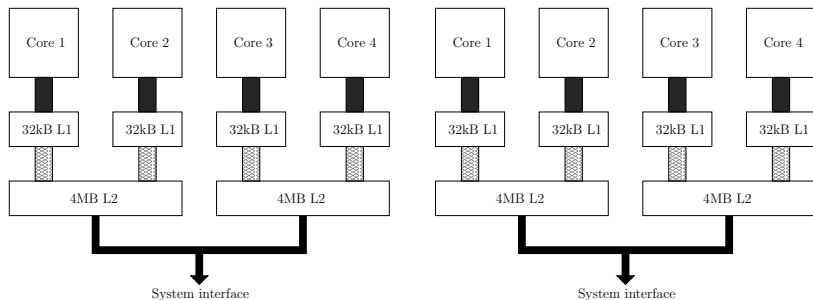 Core 1 Core 2 Core 3 Core 4 Core 1 Core 2 Core 3 Core 4
32kB L1 32kB L1 32kB L1 32kB L1 32kB L1 32kB L1 32kB L1 32kB L1
4MB L2 4MB L2 4MB L2 4MB L2
System interface System interface